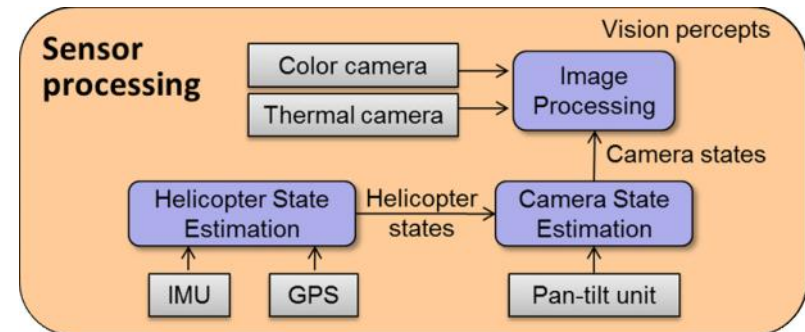 Sensor
processing
Vision percepts
Color camera
Thermal camera
Image
Processing
Camera states
Helicopter State
Estimation
Helicopter
states
Camera State
Estimation
IMU
GPS
Pan-tilt unit